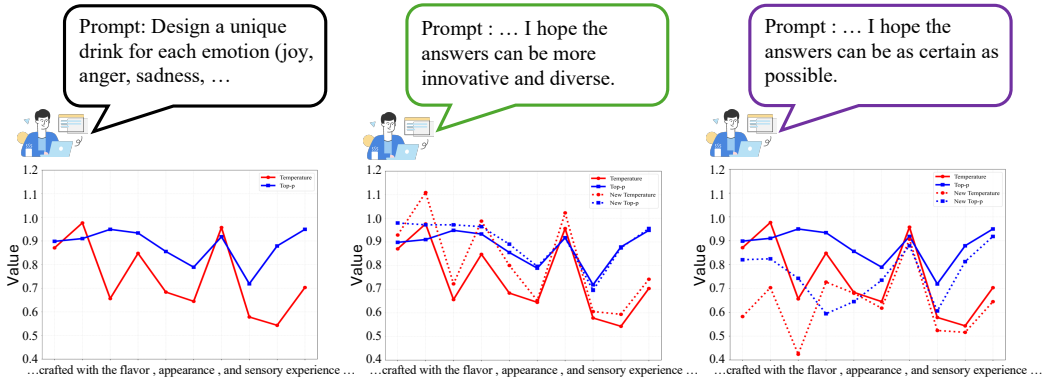 Prompt: Design a unique
drink for each emotion (joy,
anger, sadness, …
Prompt : … I hope the
answers can be more
innovative and diverse.
Prompt : … I hope the
answers can be as certain as
possible.
1.2
1.1
1.0
0.9
0.8
0.7
0.6
0.5
0.4
Value
Temperature
Top-p
…crafted with the flavor , appearance , and sensory experience …
1.2
1.1
1.0
0.9
0.8
0.7
0.6
0.5
0.4
Value
Temperature
Top-p
New Temperature
New Top-p
…crafted with the flavor , appearance , and sensory experience …
1.2
1.1
1.0
0.9
0.8
0.7
0.6
0.5
0.4
Value
Temperature
Top-p
New Temperature
New Top-p
…crafted with the flavor , appearance , and sensory experience …